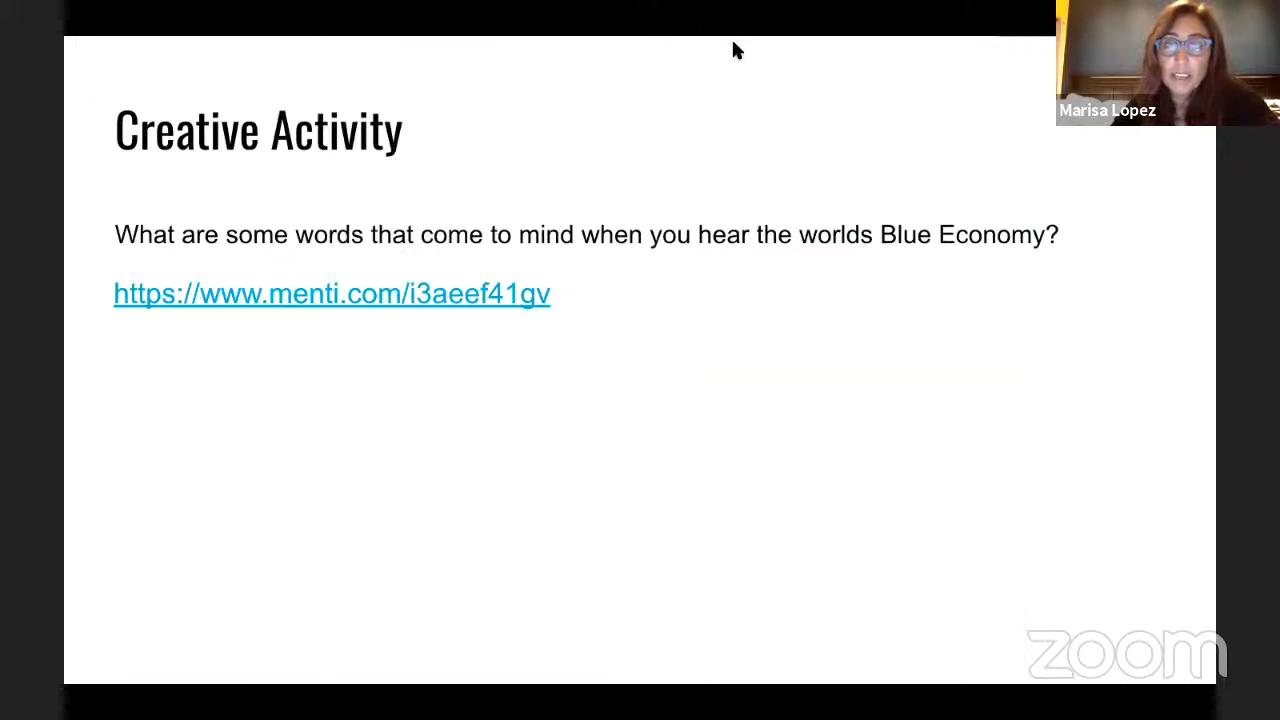 Marisa Lopez
Creative Activity
What are some words that come to mind when you hear the worlds Blue Economy?
https://www.menti.com/i3aeef41gv
zoom